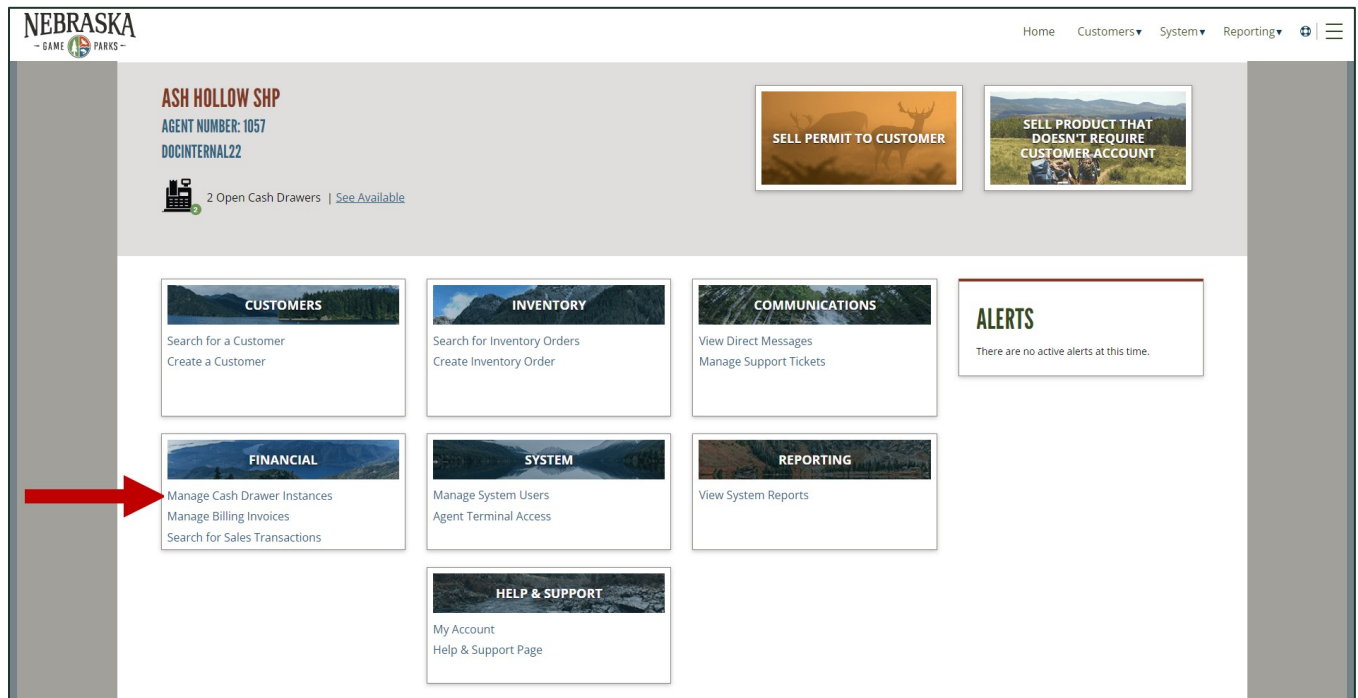 NEBRASKA
- GAME PARKS -
Home Customers▾ System▾ Reporting▾
ASH HOLLOW SHP
AGENT NUMBER: 1057
DOCINTERNAL22
2 Open Cash Drawers | See Available
2
SELL PERMIT TO CUSTOMER
SELL PRODUCT THAT
DOESN'T REQUIRE
CUSTOMER ACCOUNT
CUSTOMERS
Search for a Customer
Create a Customer
INVENTORY
Search for Inventory Orders
Create Inventory Order
COMMUNICATIONS
View Direct Messages
Manage Support Tickets
ALERTS
There are no active alerts at this time.
FINANCIAL
Manage Cash Drawer Instances
Manage Billing Invoices
Search for Sales Transactions
SYSTEM
Manage System Users
Agent Terminal Access
REPORTING
View System Reports
HELP & SUPPORT
My Account
Help & Support Page